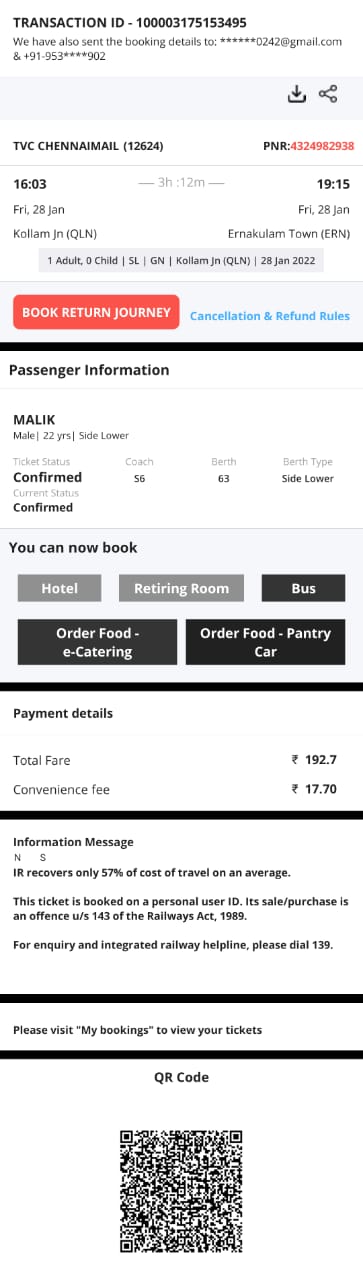 TRANSACTION ID - 100003175153495
We have also sent the booking details to: ******0242@gmail.com
& +91-953****902
TVC CHENNAIMAIL (12624) PNR:4324982938
16:03 3h :12m 19:15
Fri, 28 Jan Fri, 28 Jan
Kollam Jn (QLN) Ernakulam Town (ERN)
1 Adult, 0 Child | SL | GN | Kollam Jn (QLN) | 28 Jan 2022
BOOK RETURN JOURNEY Cancellation & Refund Rules
Passenger Information
MALIK
Male| 22 yrs| Side Lower
Ticket Status Coach Berth Berth Type
Confirmed S6 63 Side Lower
Current Status
Confirmed
You can now book
Hotel Retiring Room Bus
Order Food - Order Food - Pantry
e-Catering Car
Payment details
Total Fare ₹ 192.7
Convenience fee ₹ 17.70
Information Message
N S
IR recovers only 57% of cost of travel on an average.
This ticket is booked on a personal user ID. Its sale/purchase is
an offence u/s 143 of the Railways Act, 1989.
For enquiry and integrated railway helpline, please dial 139.
Please visit "My bookings" to view your tickets
QR Code